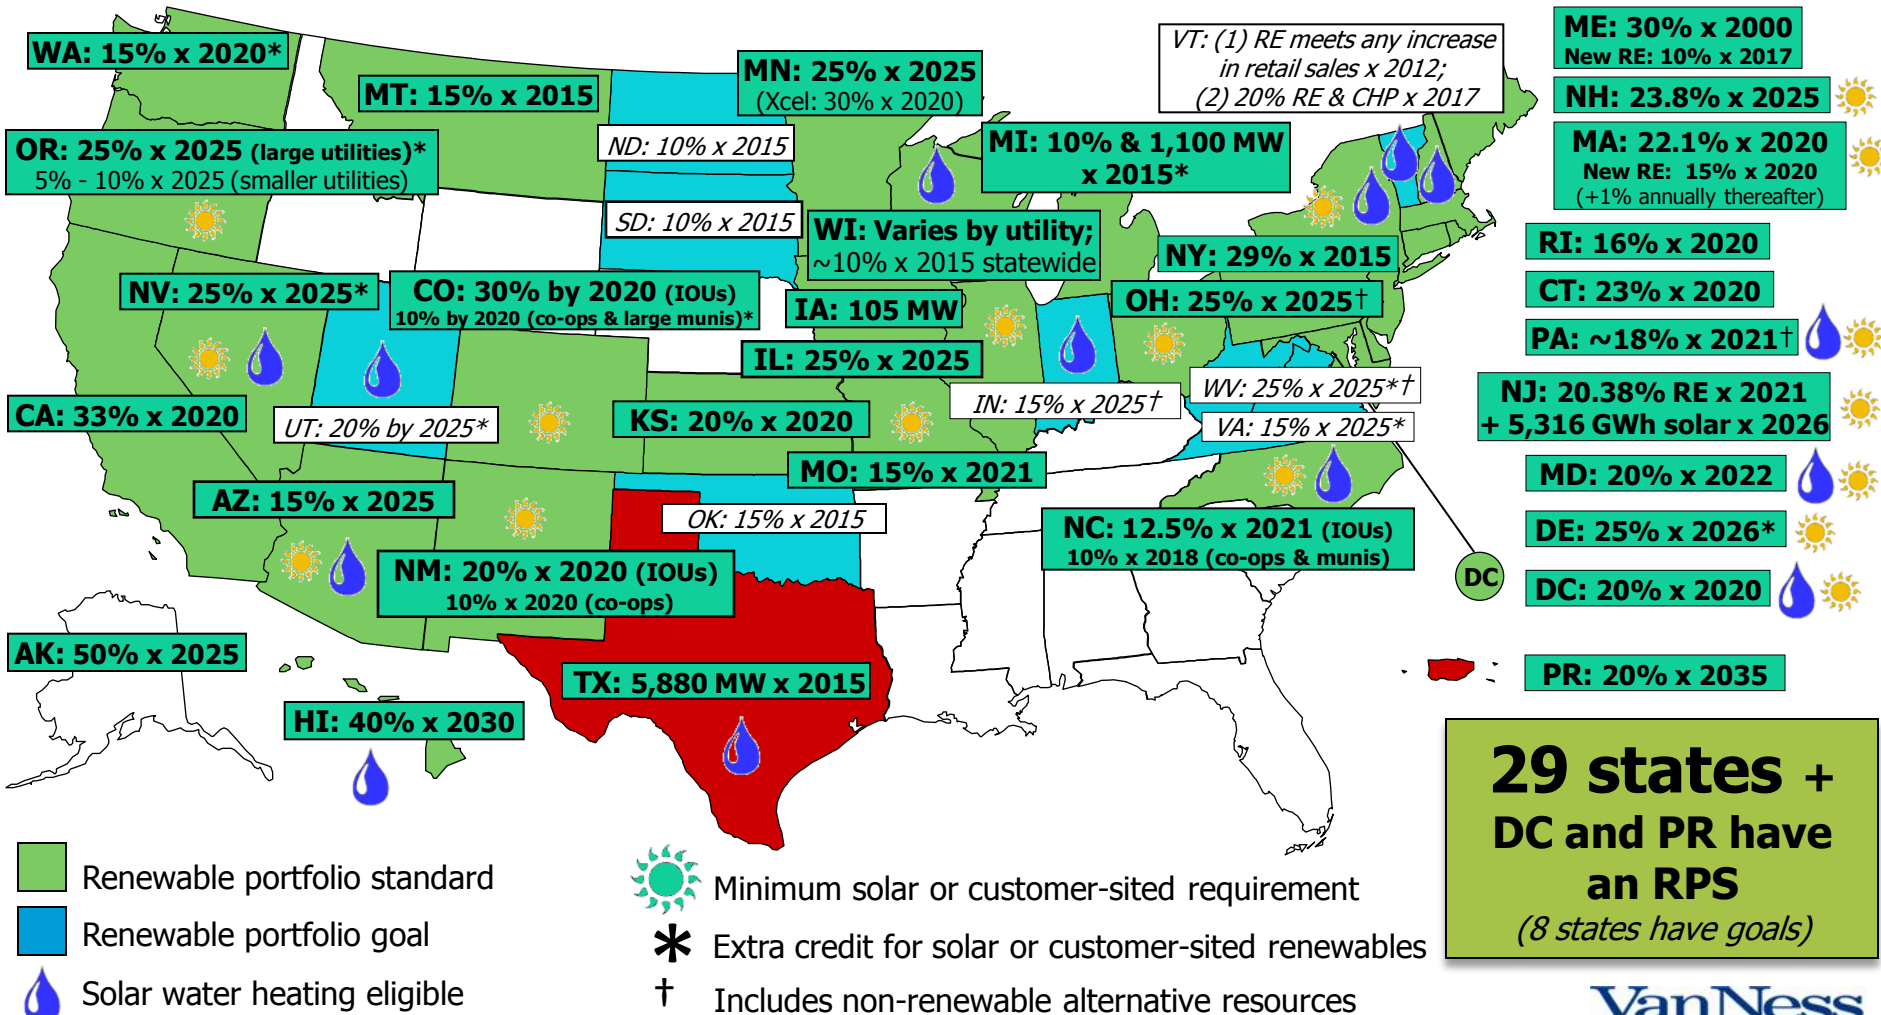 WA: 15% x 2020*
MT: 15% x 2015
MN: 25% x 2025
(Xcel: 30% x 2020)
VT: (1) RE meets any increase
in retail sales x 2012;
(2) 20% RE & CHP x 2017
ME: 30% x 2000
New RE: 10% x 2017
NH: 23.8% x 2025
OR: 25% x 2025 (large utilities)*
5% - 10% x 2025 (smaller utilities)
ND: 10% x 2015
MI: 10% & 1,100 MW
x 2015*
MA: 22.1% x 2020
New RE: 15% x 2020
(+1% annually thereafter)
SD: 10% x 2015
WI: Varies by utility;
~10% x 2015 statewide
NY: 29% x 2015
RI: 16% x 2020
NV: 25% x 2025*
CO: 30% by 2020 (IOUs)
10% by 2020 (co-ops & large munis)*
IA: 105 MW
OH: 25% x 2025†
CT: 23% x 2020
IL: 25% x 2025
PA: ~18% x 2021†
CA: 33% x 2020
UT: 20% by 2025*
KS: 20% x 2020
IN: 15% x 2025†
WV: 25% x 2025*†
VA: 15% x 2025*
NJ: 20.38% RE x 2021
+ 5,316 GWh solar x 2026
MO: 15% x 2021
MD: 20% x 2022
AZ: 15% x 2025
OK: 15% x 2015
NC: 12.5% x 2021 (IOUs)
10% x 2018 (co-ops & munis)
DE: 25% x 2026*
NM: 20% x 2020 (IOUs)
10% x 2020 (co-ops)
DC
DC: 20% x 2020
AK: 50% x 2025
TX: 5,880 MW x 2015
PR: 20% x 2035
HI: 40% x 2030
29 states +
DC and PR have
an RPS
(8 states have goals)
Renewable portfolio standard
Renewable portfolio goal
Solar water heating eligible
Minimum solar or customer-sited requirement
* Extra credit for solar or customer-sited renewables
† Includes non-renewable alternative resources
Van Ness